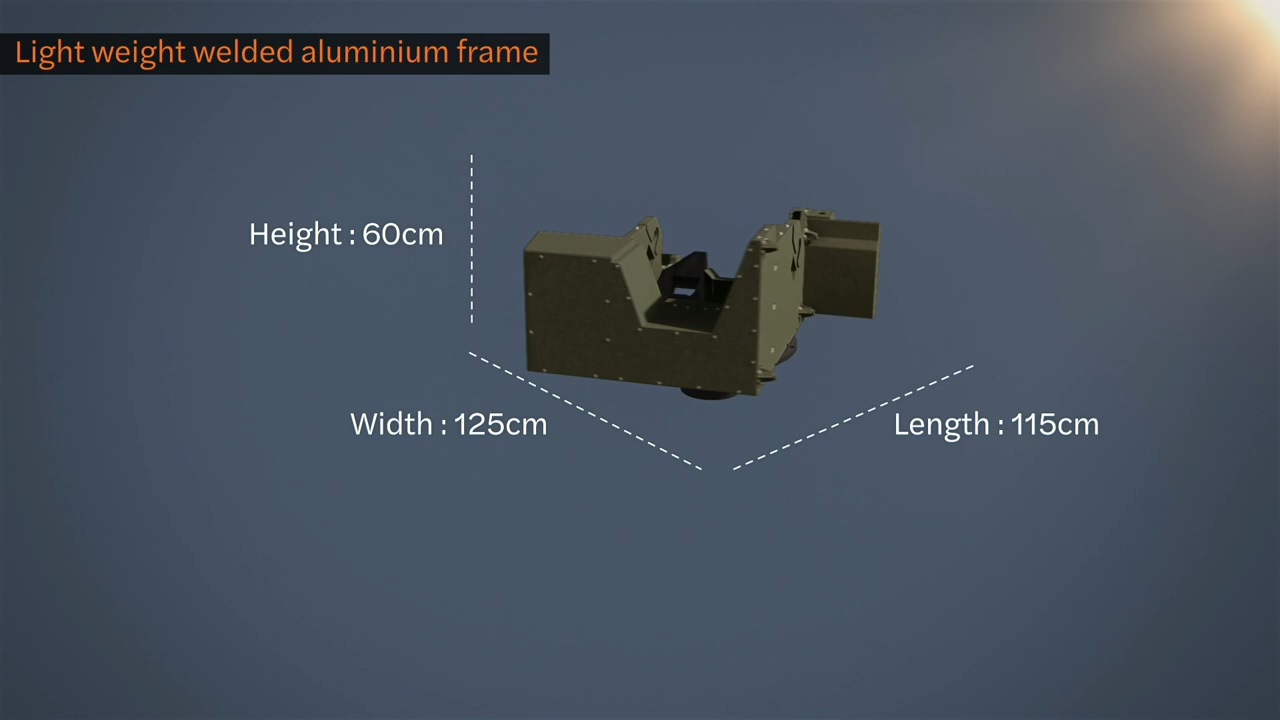 Light weight welded aluminium frame
Height : 60cm
Width : 125cm
Length : 115cm